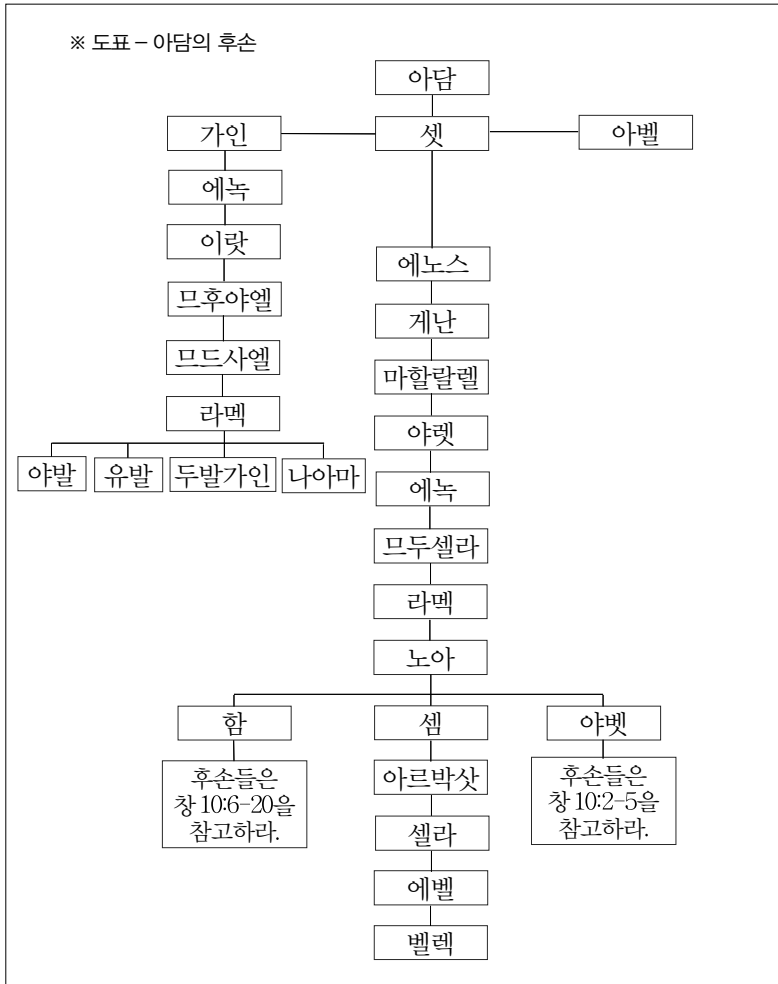 ※ 도표 – 아담의 후손
아담
가인
셋
아벨
에녹
이랏
므후야엘
므드사엘
라멕
야발
유발
두발가인
나아마
에노스
게난
마할랄렐
야렛
에녹
므두셀라
라멕
노아
함
셈
야벳
후손들은
창 10:6-20을
참고하라.
아르박삿
셀라
에벨
벨렉
후손들은
창 10:2-5을
참고하라.